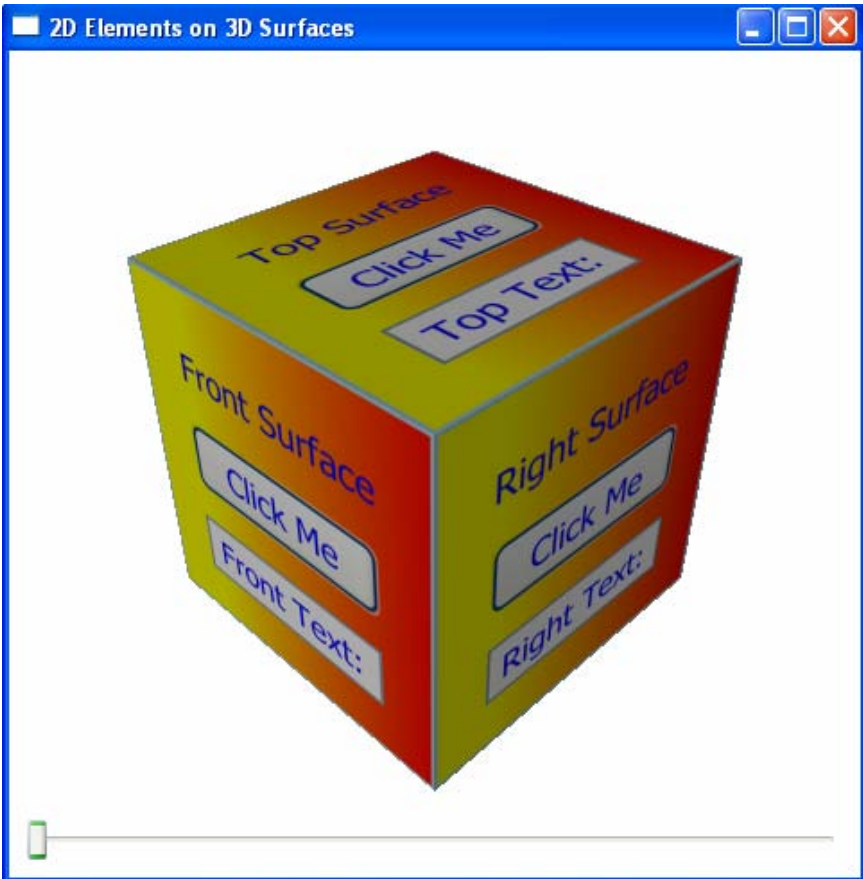 2D Elements on 3D Surfaces
Top Surface
Click Me
Top Text:
Front Surface
Click Me
Front Text:
Right Surface
Click Me
Right Text: